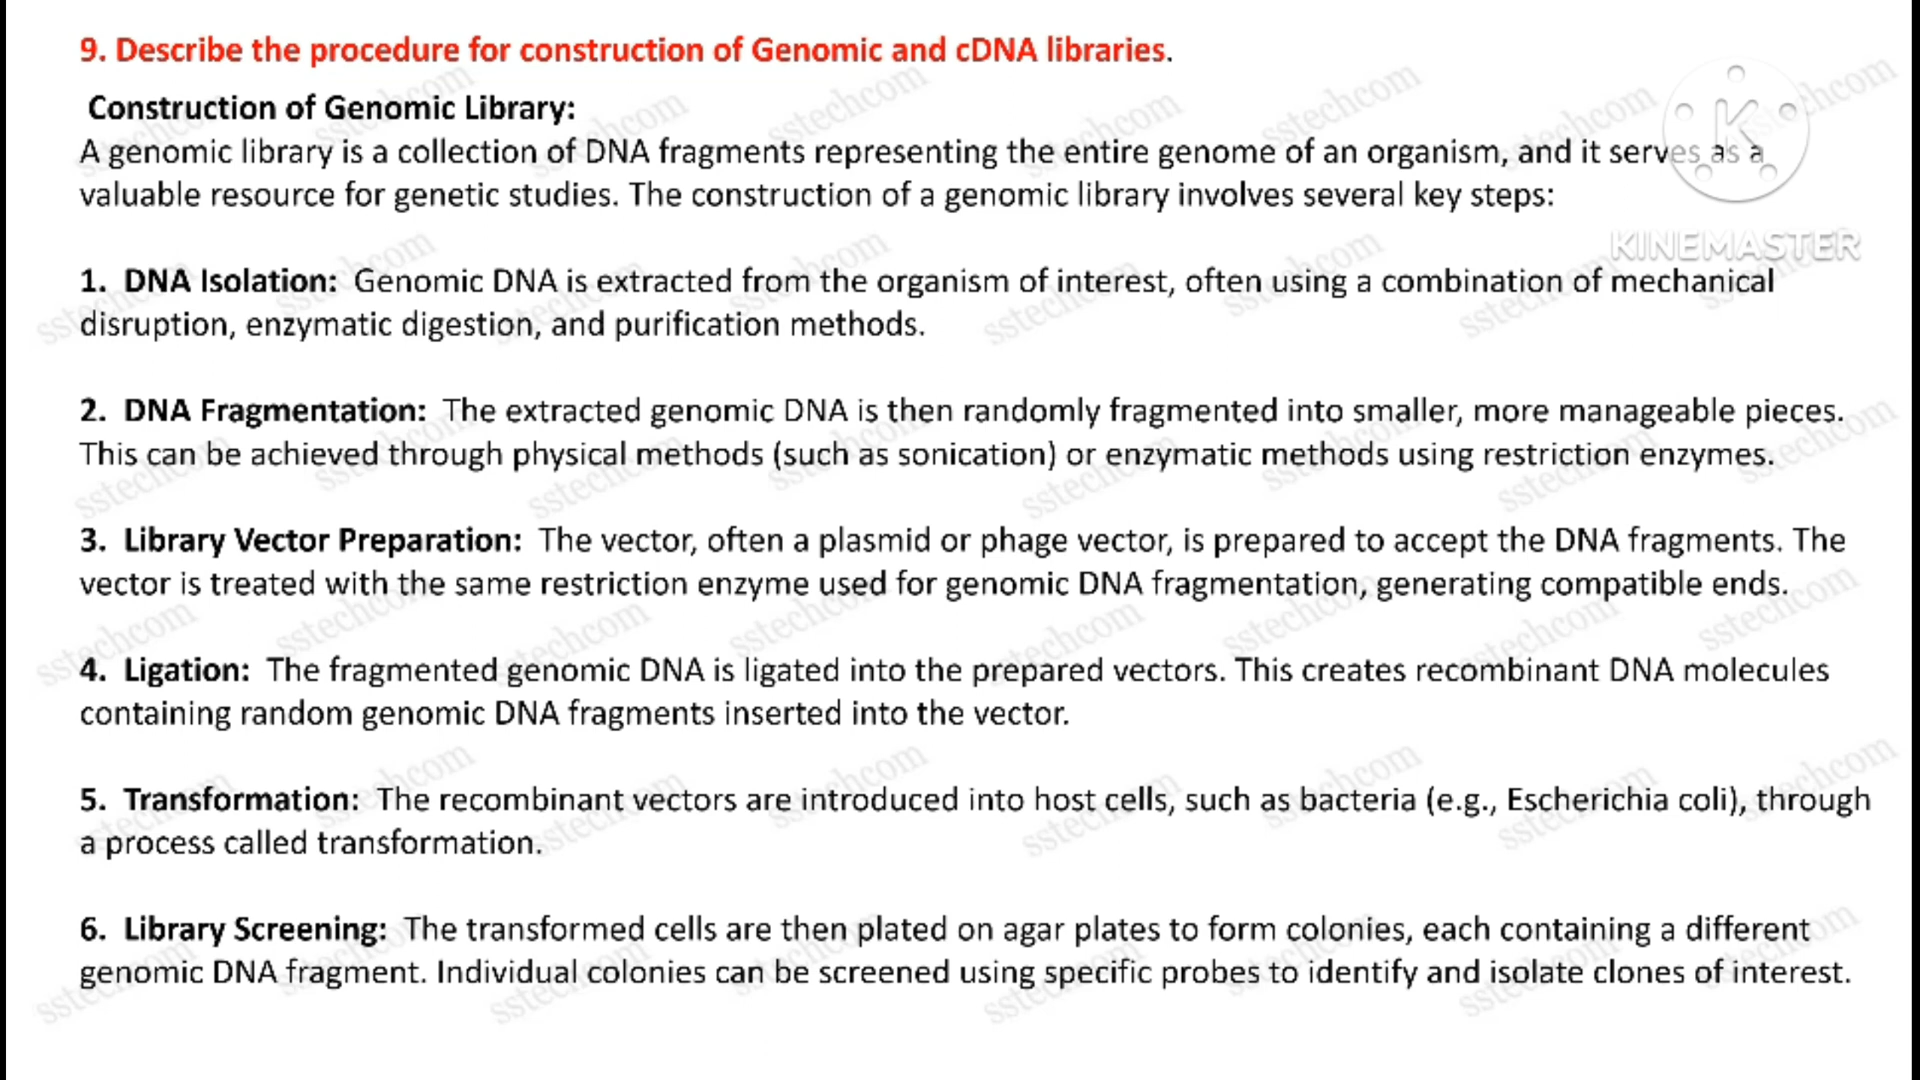 9. Describe the procedure for construction of Genomic and cDNA libraries.
Construction of Genomic Library:
A genomic library is a collection of DNA fragments representing the entire genome of an organism, and it serves as a
valuable resource for genetic studies. The construction of a genomic library involves several key steps:
KINEMASTER
1. DNA Isolation: Genomic DNA is extracted from the organism of interest, often using a combination of mechanical
disruption, enzymatic digestion, and purification methods.
2. DNA Fragmentation: The extracted genomic DNA is then randomly fragmented into smaller, more manageable pieces.
This can be achieved through physical methods (such as sonication) or enzymatic methods using restriction enzymes.
3. Library Vector Preparation: The vector, often a plasmid or phage vector, is prepared to accept the DNA fragments. The
vector is treated with the same restriction enzyme used for genomic DNA fragmentation, generating compatible ends.
4. Ligation: The fragmented genomic DNA is ligated into the prepared vectors. This creates recombinant DNA molecules
containing random genomic DNA fragments inserted into the vector.
5. Transformation: The recombinant vectors are introduced into host cells, such as bacteria (e.g., Escherichia coli), through
a process called transformation.
6. Library Screening: The transformed cells are then plated on agar plates to form colonies, each containing a different
genomic DNA fragment. Individual colonies can be screened using specific probes to identify and isolate clones of interest.
sstechcom